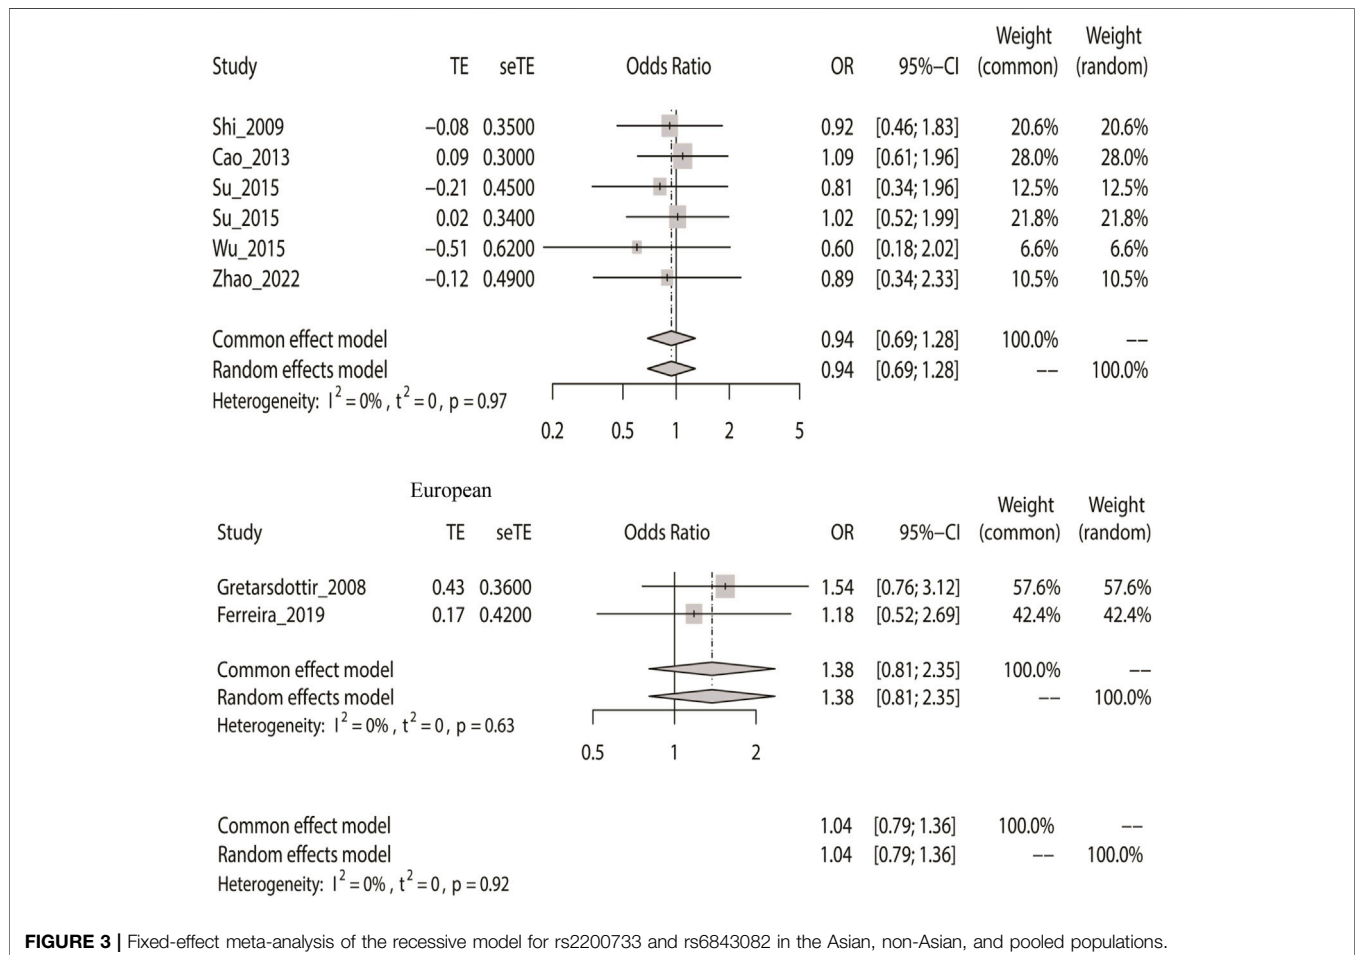 Weight Weight
Study TE seTE Odds Ratio OR 95%–CI (common) (random)
Shi_2009 –0.08 0.3500 0.92 [0.46; 1.83] 20.6% 20.6%
Cao_2013 0.09 0.3000 1.09 [0.61; 1.96] 28.0% 28.0%
Su_2015 –0.21 0.4500 0.81 [0.34; 1.96] 12.5% 12.5%
Su_2015 0.02 0.3400 1.02 [0.52; 1.99] 21.8% 21.8%
Wu_2015 –0.51 0.6200 0.60 [0.18; 2.02] 6.6% 6.6%
Zhao_2022 –0.12 0.4900 0.89 [0.34; 2.33] 10.5% 10.5%
Common effect model 0.94 [0.69; 1.28] 100.0% ––
Random effects model 0.94 [0.69; 1.28] –– 100.0%
Heterogeneity: I² = 0% , t² = 0 , p = 0.97
0.2 0.5 1 2 5
European
Weight Weight
Study TE seTE Odds Ratio OR 95%–CI (common) (random)
Gretarsdottir_2008 0.43 0.3600 1.54 [0.76; 3.12] 57.6% 57.6%
Ferreira_2019 0.17 0.4200 1.18 [0.52; 2.69] 42.4% 42.4%
Common effect model 1.38 [0.81; 2.35] 100.0% ––
Random effects model 1.38 [0.81; 2.35] –– 100.0%
Heterogeneity: I² = 0% , t² = 0 , p = 0.63
0.5 1 2
Common effect model 1.04 [0.79; 1.36] 100.0% ––
Random effects model 1.04 [0.79; 1.36] –– 100.0%
Heterogeneity: I² = 0% , t² = 0 , p = 0.92
FIGURE 3 | Fixed-effect meta-analysis of the recessive model for rs2200733 and rs6843082 in the Asian, non-Asian, and pooled populations.